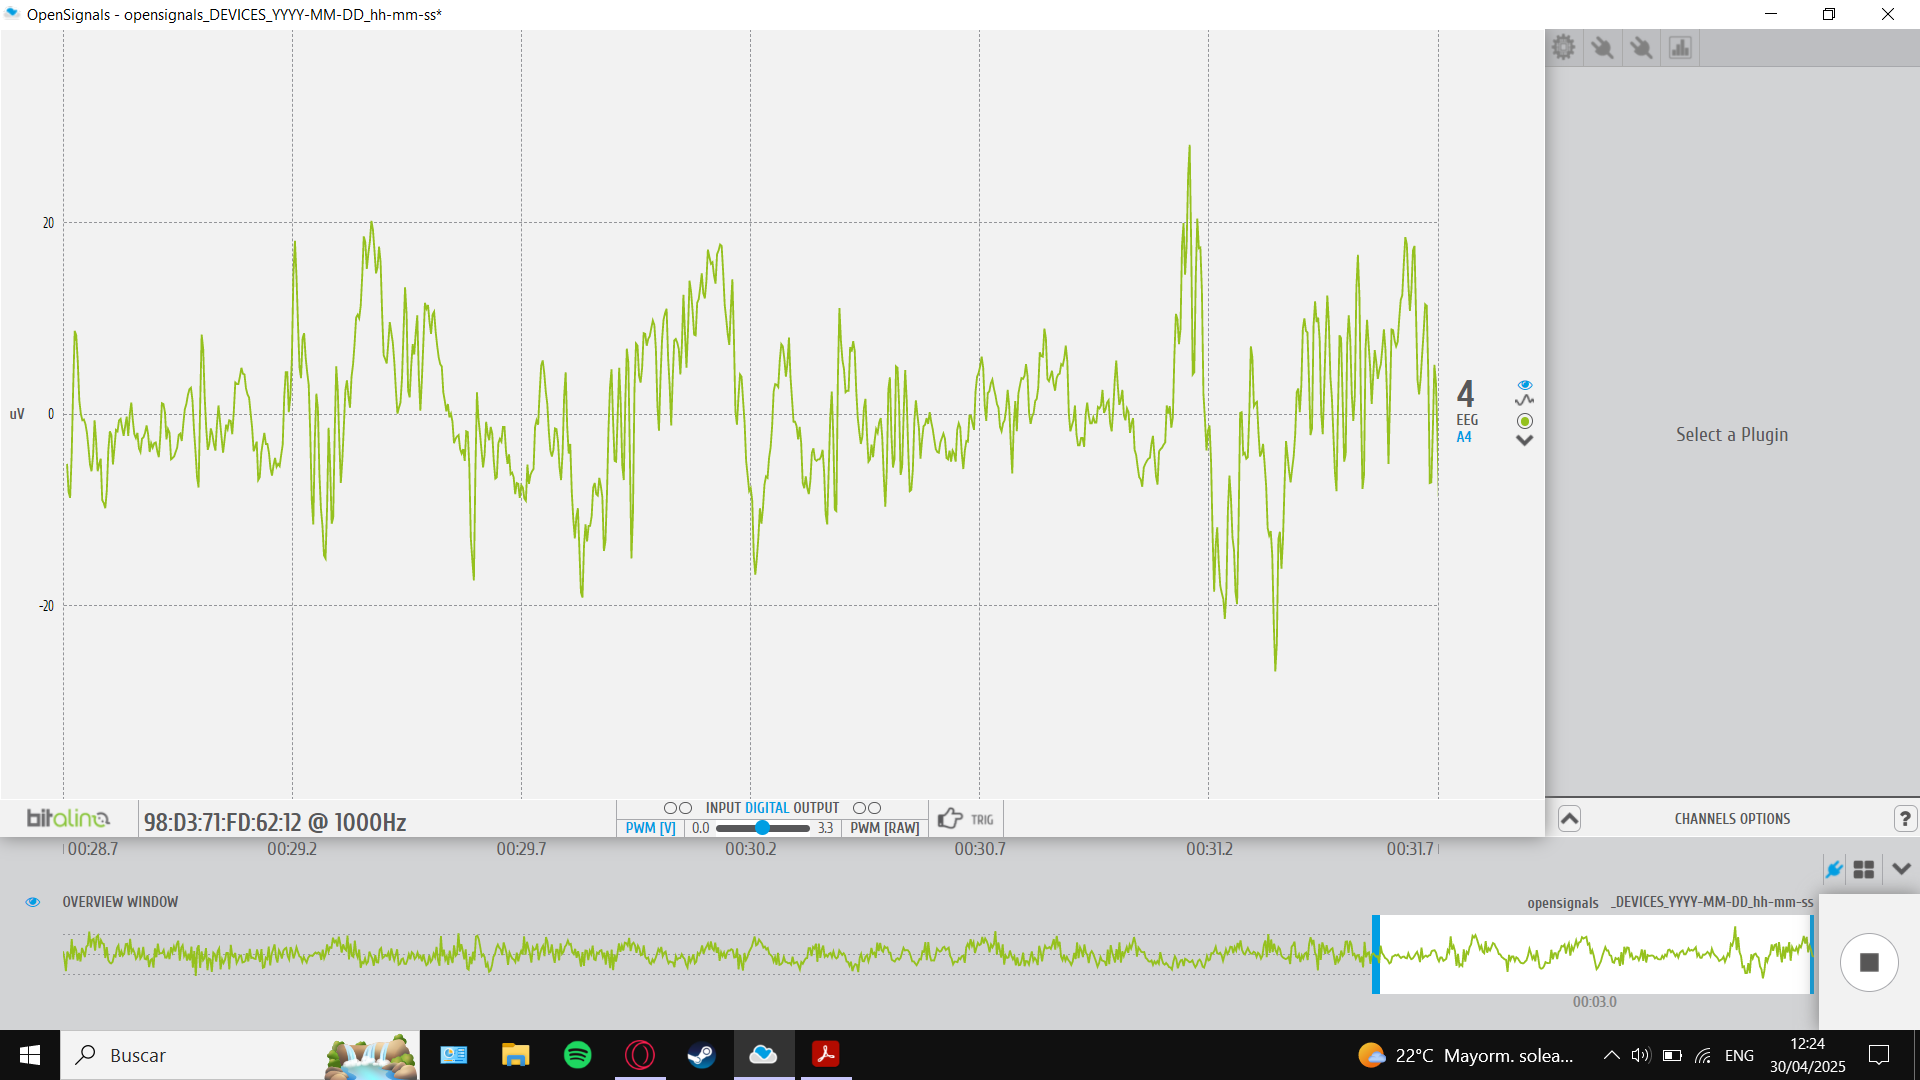 OpenSignals - opensignals_DEVICES_YYYY-MM-DD_hh-mm-ss*
20
uV 0
-20
4
EEG
A4
Select a Plugin
bitalino
98:D3:71:FD:62:12 @ 1000Hz
INPUT DIGITAL OUTPUT
PWM [V] 0.0 3.3 PWM [RAW]
TRIG
CHANNELS OPTIONS ?
00:28.7 00:29.2 00:29.7 00:30.2 00:30.7 00:31.2 00:31.7
OVERVIEW WINDOW
opensignals _DEVICES_YYYY-MM-DD_hh-mm-ss
00:03.0
Buscar
22°C Mayorm. solea...
ENG
12:24
30/04/2025